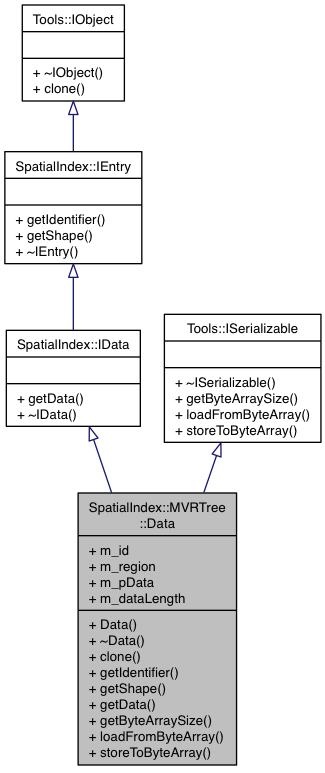 Tools::IObject
+ ~IObject()
+ clone()
SpatialIndex::IEntry
+ getIdentifier()
+ getShape()
+ ~IEntry()
SpatialIndex::IData
+ getData()
+ ~IData()
Tools::ISerializable
+ ~ISerializable()
+ getByteArraySize()
+ loadFromByteArray()
+ storeToByteArray()
SpatialIndex::MVRTree
::Data
+ m_id
+ m_region
+ m_pData
+ m_dataLength
+ Data()
+ ~Data()
+ clone()
+ getIdentifier()
+ getShape()
+ getData()
+ getByteArraySize()
+ loadFromByteArray()
+ storeToByteArray()